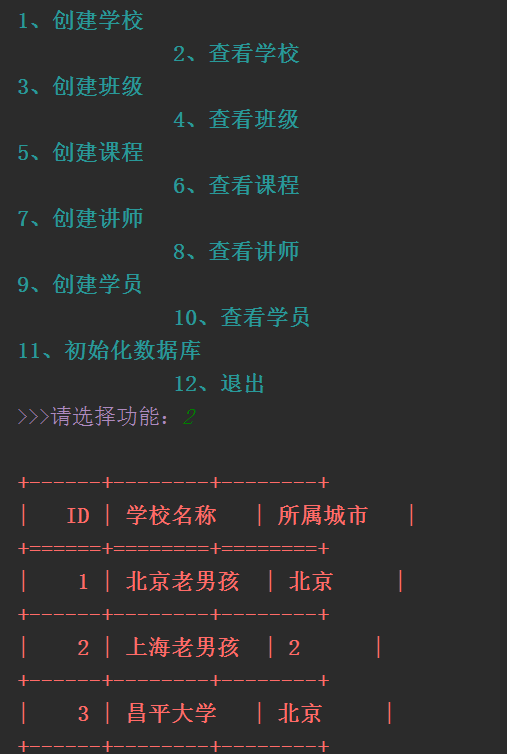 1、创建学校
2、查看学校
3、创建班级
4、查看班级
5、创建课程
6、查看课程
7、创建讲师
8、查看讲师
9、创建学员
10、查看学员
11、初始化数据库
12、退出
>>>请选择功能：2
+------+--------+--------+
|   ID | 学校名称   | 所属城市   |
+======+========+========+
|    1 | 北京老男孩  | 北京     |
+------+--------+--------+
|    2 | 上海老男孩  | 2      |
+------+--------+--------+
|    3 | 昌平大学   | 北京     |
+------+--------+--------+